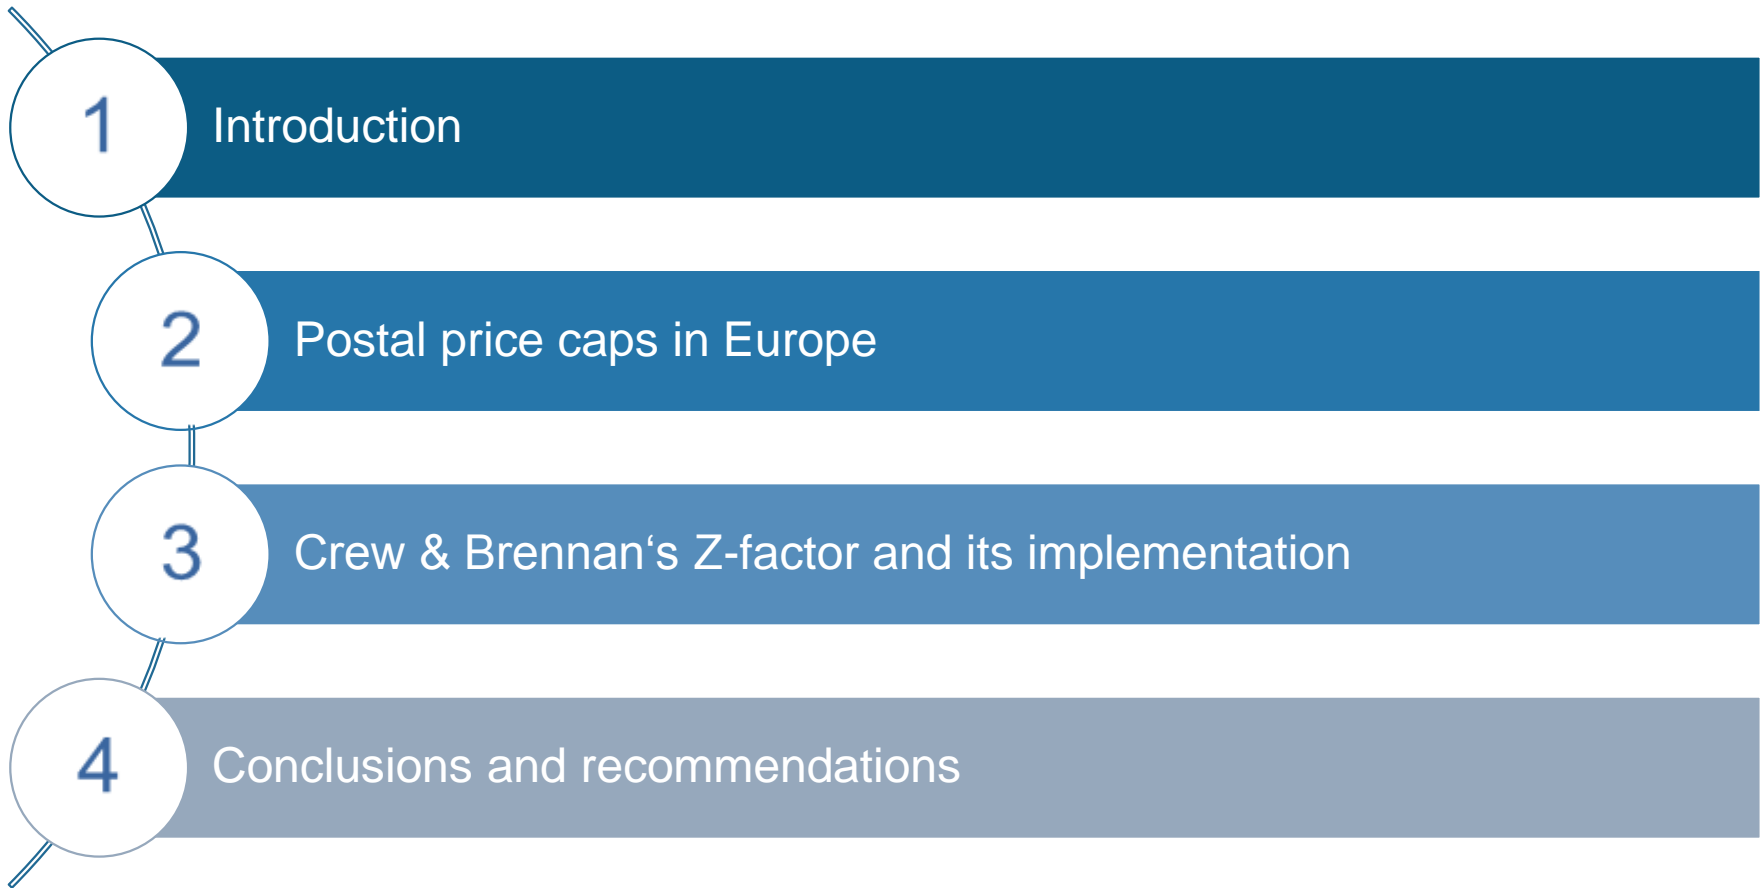 1
Introduction
2
Postal price caps in Europe
3
Crew & Brennan‘s Z-factor and its implementation
4
Conclusions and recommendations